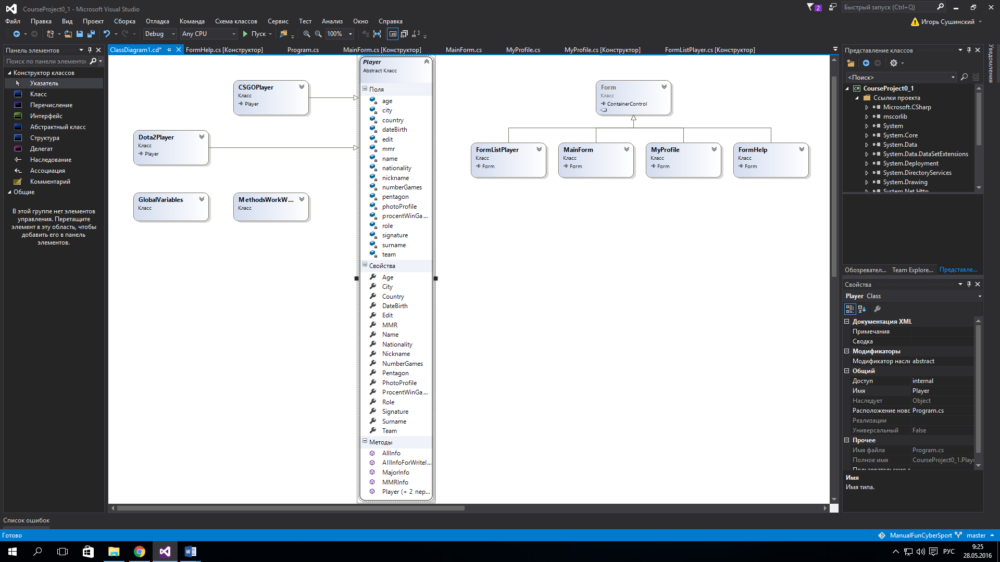 CourseProject0_1 - Microsoft Visual Studio
2
Быстрый запуск (Ctrl+Q)
Файл Правка Вид Проект Сборка Отладка Команда Схема классов Сервис Тест Анализ Окно Справка
Игорь Сушинский
Debug Any CPU Пуск 100%
Панель элементов
Поиск по панели элементо
Конструктор классов
Указатель
Класс
Перечисление
Интерфейс
Абстрактный класс
Структура
Делегат
Наследование
Ассоциация
Комментарий
Общие
В этой группе нет элементов
управления. Перетащите
элемент в эту область, чтобы
добавить его в панель
элементов.
ClassDiagram1.cd* FormHelp.cs [Конструктор] Program.cs MainForm.cs [Конструктор] MainForm.cs MyProfile.cs MyProfile.cs [Конструктор] FormListPlayer.cs [Конструктор]
CSGOPlayer
Класс
Player
Dota2Player
Класс
Player
GlobalVariables
Класс
MethodsWorkW...
Класс
Player
Abstract Класс
Поля
age
city
country
dateBirth
edit
mmr
name
nationality
nickname
numberGames
pentagon
photoProfile
procentWinGa...
role
signature
surname
team
Свойства
Age
City
Country
DateBirth
Edit
MMR
Name
Nationality
Nickname
NumberGames
Pentagon
PhotoProfile
ProcentWinGa...
Role
Signature
Surname
Team
Методы
AllInfo
AllInfoForWriteI...
MajorInfo
MMRInfo
Player (+ 2 пер...
Form
Класс
ContainerControl
FormListPlayer
Класс
Form
MainForm
Класс
Form
MyProfile
Класс
Form
FormHelp
Класс
Form
Представление классов
<Поиск>
CourseProject0_1
Ссылки проекта
Microsoft.CSharp
mscorlib
System
System.Core
System.Data
System.Data.DataSetExtensions
System.Deployment
System.DirectoryServices
System.Drawing
System.Net.Http
Обозревател... Team Explore... Представле...
Уведомления
Свойства
Player Class
Документация XML
Примечания
Сводка
Модификаторы
Модификатор насле abstract
Общий
Доступ internal
Имя Player
Наследует Object
Расположение ново Program.cs
Реализации
Универсальный False
Прочее
Имя файла Program.cs
Полное имя CourseProject0_1.Playe
Пользовательские а
Имя
Имя типа.
Список ошибок
Готово
ManualFunCyberSport master
РУС
9:25
28.05.2016